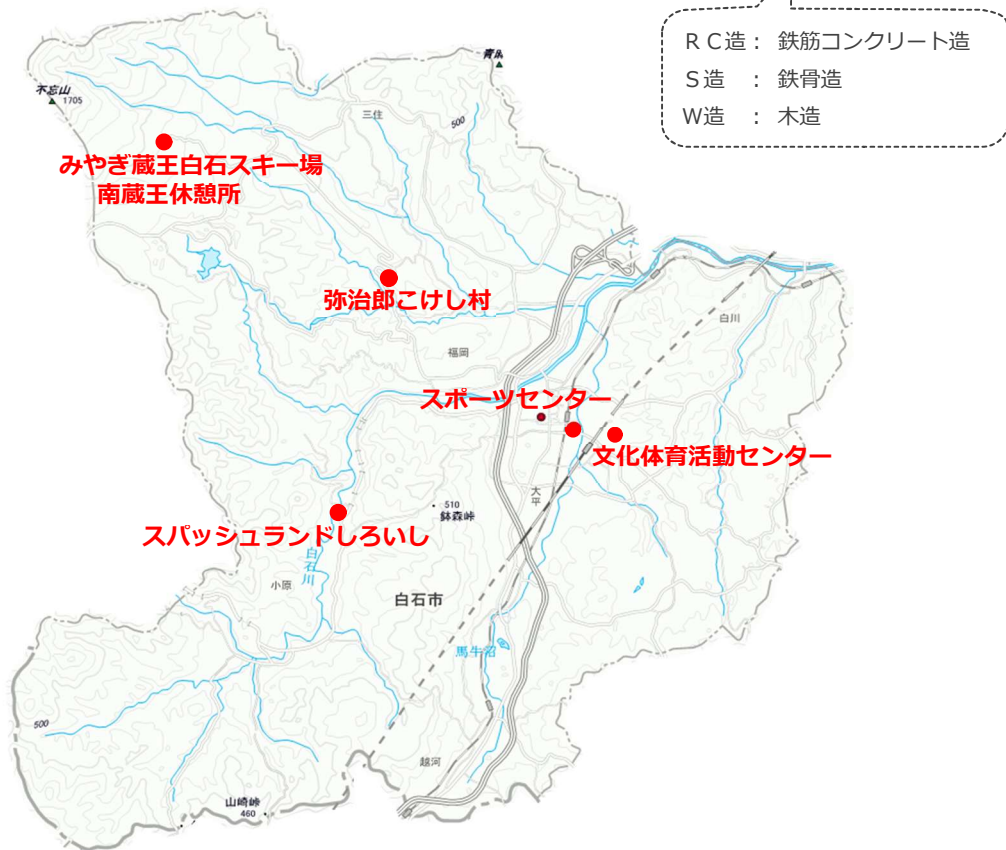 RC造： 鉄筋コンクリート造
S造 ： 鉄骨造
W造 ： 木造
青麻
不忘山
1705
三住
500
みやぎ蔵王白石スキー場
南蔵王休憩所
弥治郎こけし村
白川
福岡
スポーツセンター
文化体育活動センター
大平
510
鉢森峠
スパッシュランドしろいし
白石川
小原
白石市
馬牛沼
500
越河
山崎峠
460